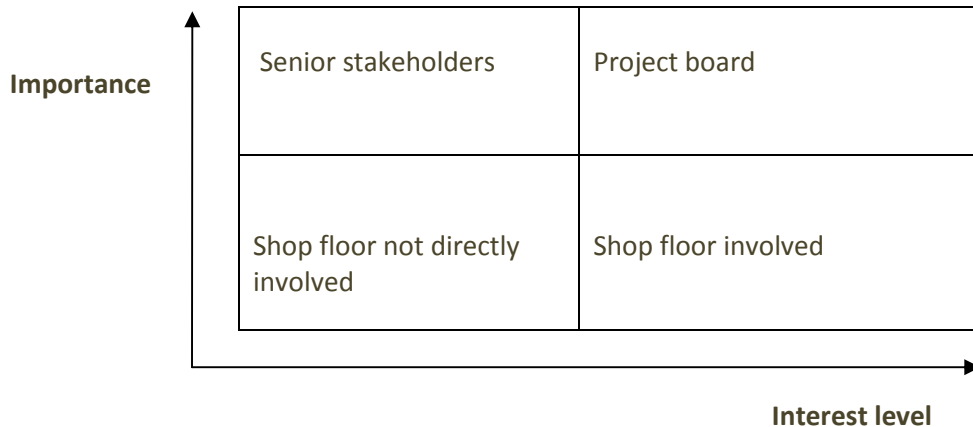 Senior stakeholders
Project board
Importance
Shop floor not directly
involved
Shop floor involved
Interest level